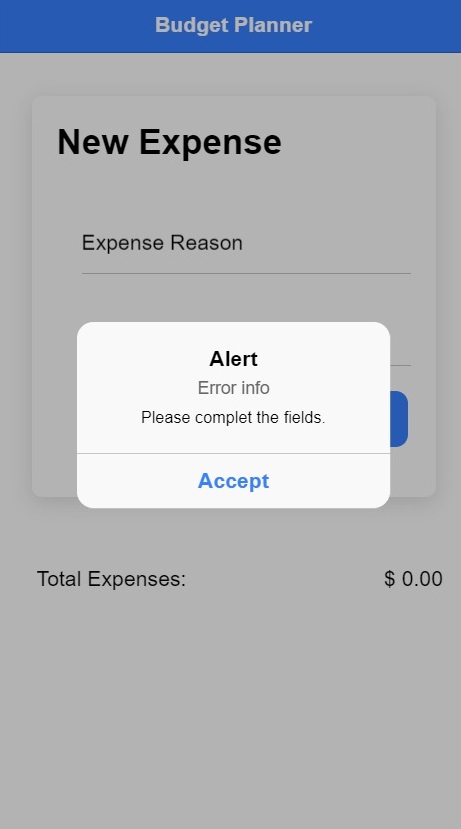 Budget Planner
New Expense
Expense Reason
Alert
Error info
Please complet the fields.
Accept
Total Expenses:
$ 0.00